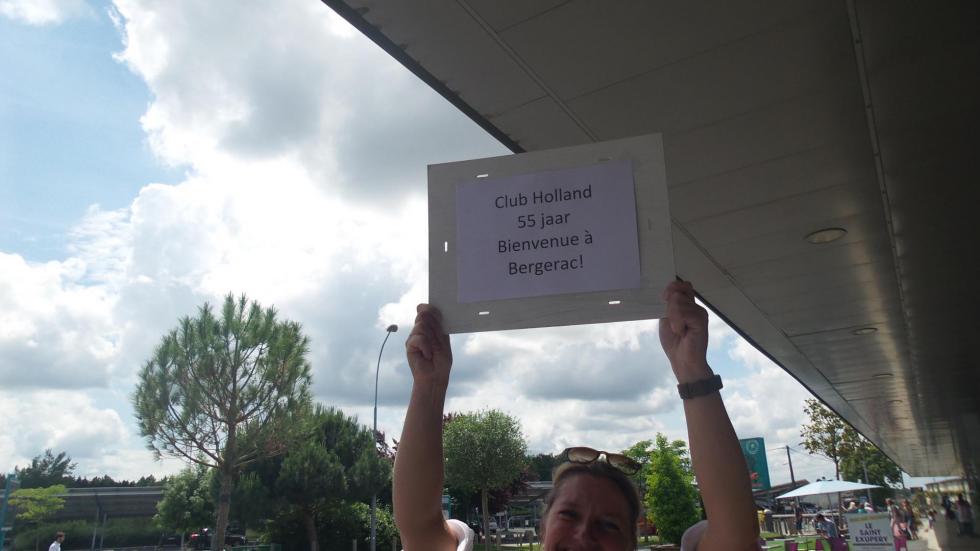 Club Holland
55 jaar
Bienvenue à
Bergerac!
LE
SAINT
EXUPERY